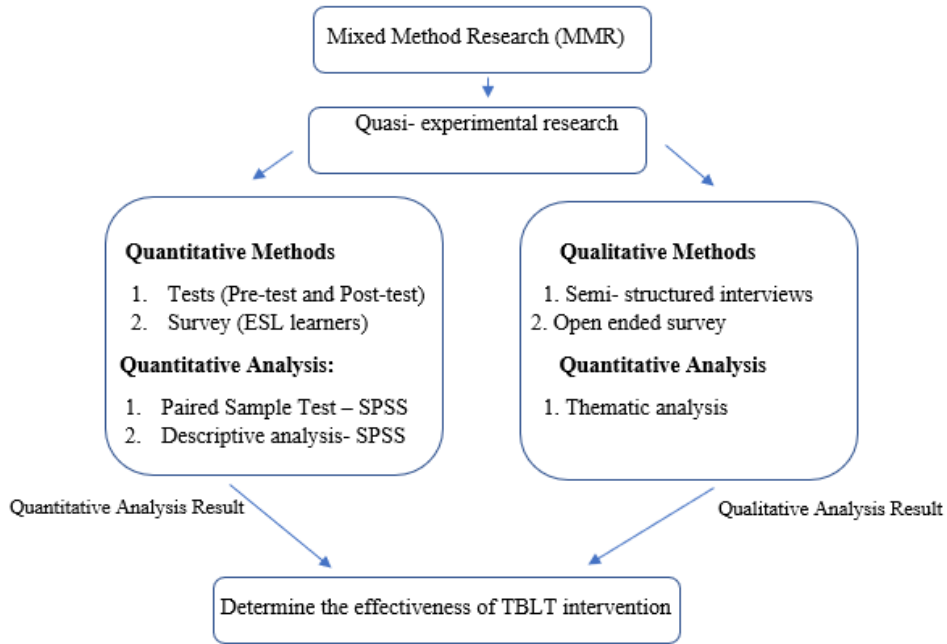 Mixed Method Research (MMR)
Quasi- experimental research
Quantitative Methods
1. Tests (Pre-test and Post-test)
2. Survey (ESL learners)
Quantitative Analysis:
1. Paired Sample Test – SPSS
2. Descriptive analysis- SPSS
Qualitative Methods
1. Semi- structured interviews
2. Open ended survey
Quantitative Analysis
1. Thematic analysis
Quantitative Analysis Result
Qualitative Analysis Result
Determine the effectiveness of TBLT intervention